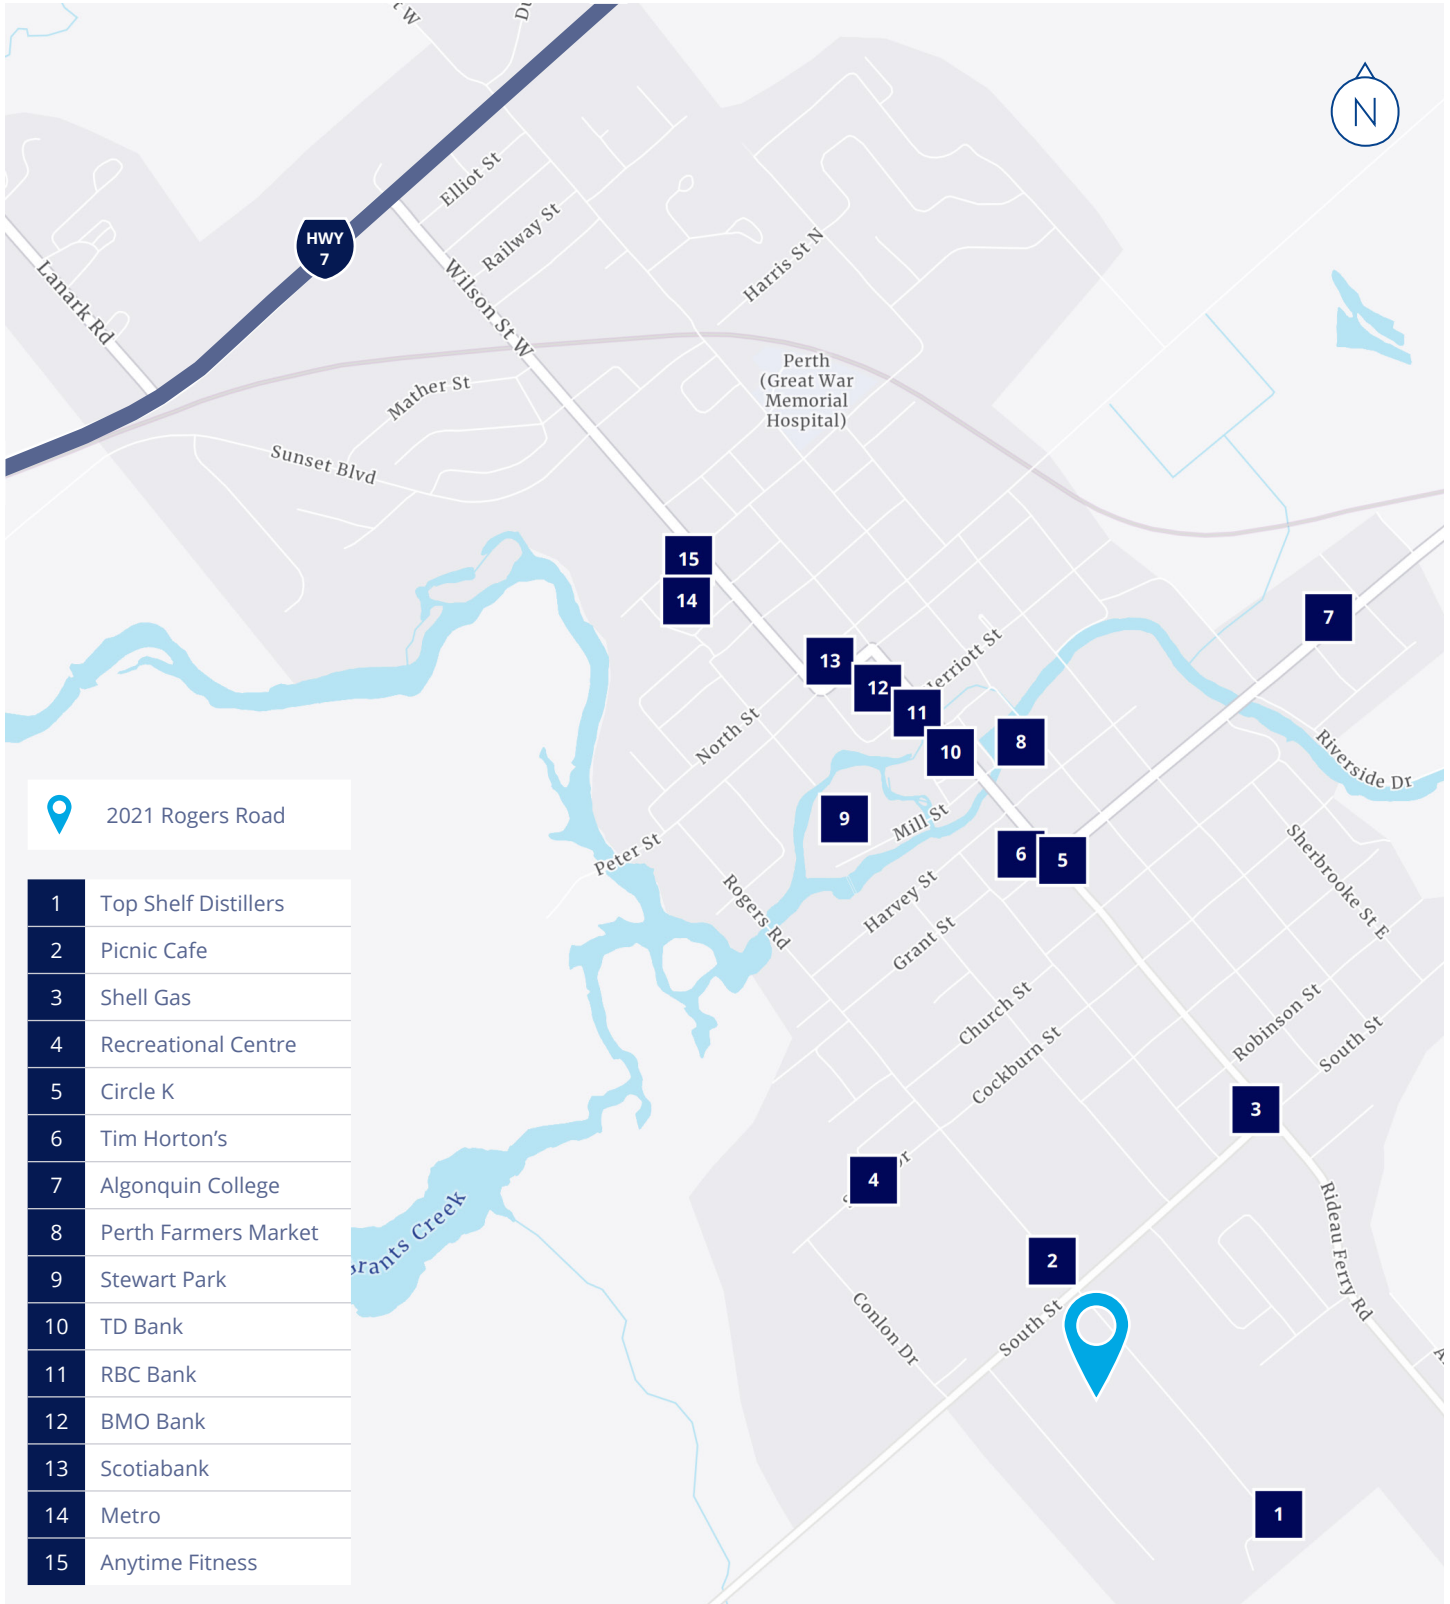 N
HWY
7
Elliot St
Railway St
Harris St N
Lanark Rd
Wilson St W
Perth
(Great War
Memorial
Hospital)
Mather St
Sunset Blvd
15
14
7
13
12
11
10
8
North St
Riverside Dr
9
Mill St
Peter St
6
5
Sherbrooke St E
Rogers Rd
Harvey St
Grant St
Church St
Cockburn St
Robinson St
South St
3
4
Grants Creek
Rideau Ferry Rd
2
Conlon Dr
South St
1
2021 Rogers Road
1 Top Shelf Distillers
2 Picnic Cafe
3 Shell Gas
4 Recreational Centre
5 Circle K
6 Tim Horton’s
7 Algonquin College
8 Perth Farmers Market
9 Stewart Park
10 TD Bank
11 RBC Bank
12 BMO Bank
13 Scotiabank
14 Metro
15 Anytime Fitness